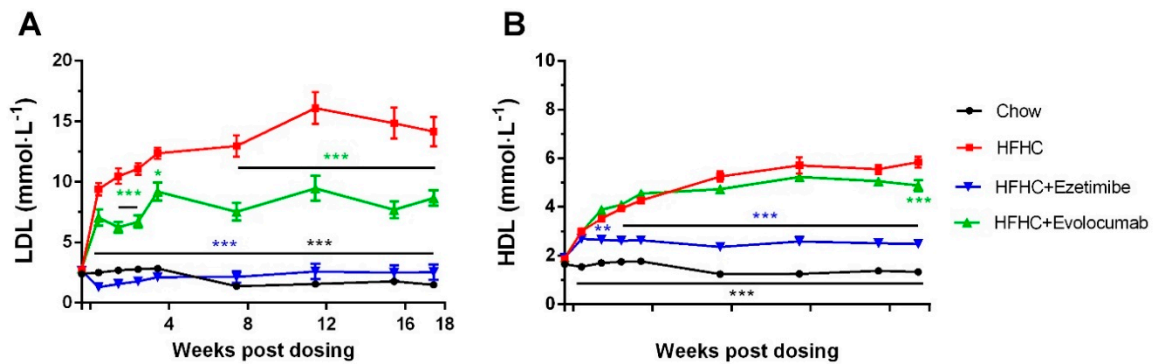 A
LDL (mmol·L⁻¹)
20
15
10
5
0
***
*
***
***
***
4
8
12
16
18
Weeks post dosing
B
HDL (mmol·L⁻¹)
10
8
6
4
2
0
**
***
***
***
Weeks post dosing
Chow
HFHC
HFHC+Ezetimibe
HFHC+Evolocumab